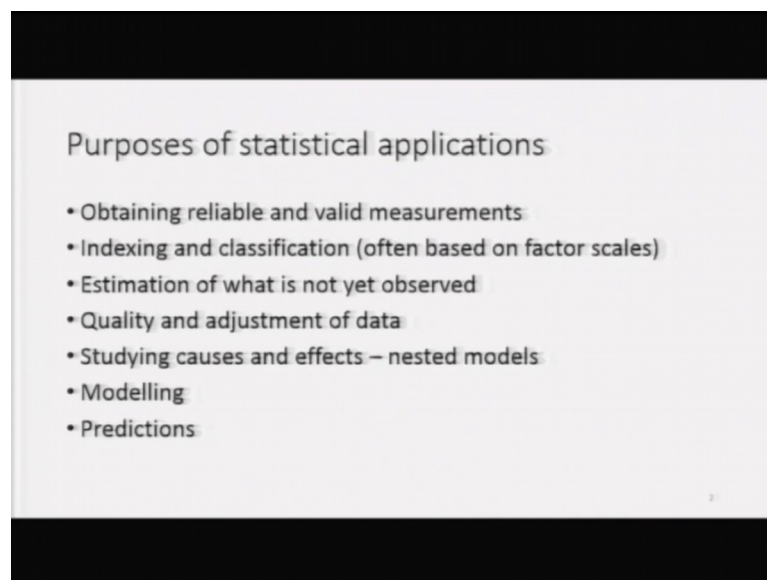 Purposes of statistical applications
• Obtaining reliable and valid measurements
• Indexing and classification (often based on factor scales)
• Estimation of what is not yet observed
• Quality and adjustment of data
• Studying causes and effects – nested models
• Modelling
• Predictions
2